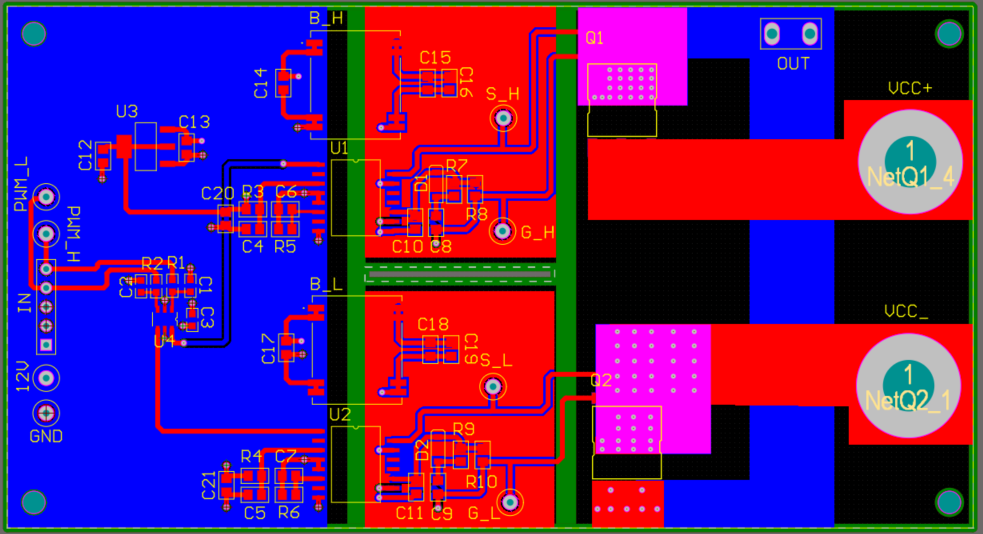 B_H
Q1
OUT
C14
C15
C16
VCC+
U3
C13
C12
S_H
U1
1
NetQ1_4
PWM_L
PWM_H
C20
R3
C6
D1
R7
R8
C4
R5
C10
C8
G_H
R2
R1
C2
C1
B_L
IN
C3
U4
C17
C18
C19
VCC_
S_L
1
NetQ2_1
12V
Q2
U2
GND
R4
C7
D2
R9
R10
C21
C5
R6
C11
C9
G_L